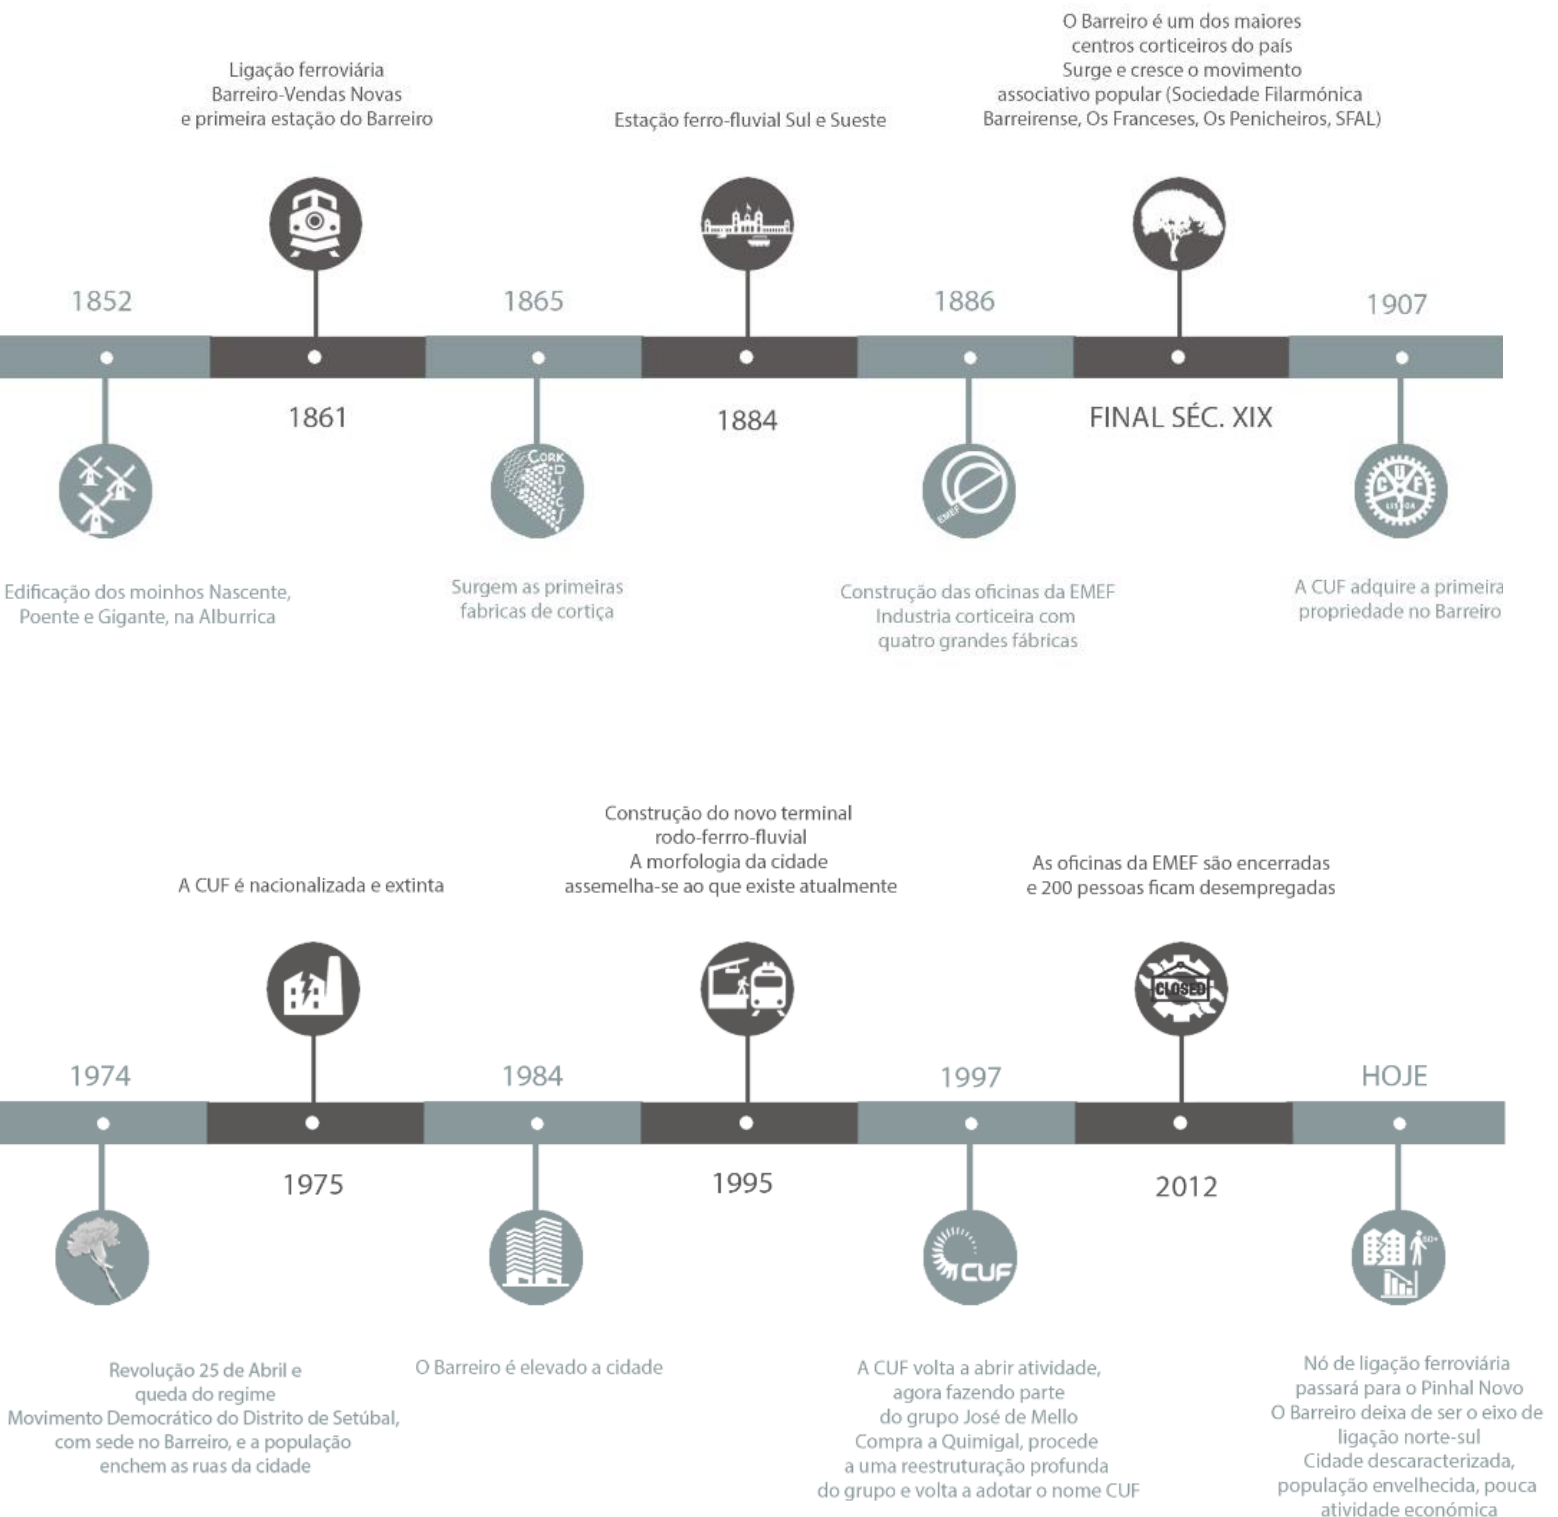 1852
Edificação dos moinhos Nascente,
Poente e Gigante, na Alburrica
Ligação ferroviária
Barreiro-Vendas Novas
e primeira estação do Barreiro
1861
1865
CORK
DISCS
Surgem as primeiras
fabricas de cortiça
Estação ferro-fluvial Sul e Sueste
1884
1886
EMEF
Construção das oficinas da EMEF
Industria corticeira com
quatro grandes fábricas
O Barreiro é um dos maiores
centros corticeiros do país
Surge e cresce o movimento
associativo popular (Sociedade Filarmónica
Barreirense, Os Franceses, Os Penicheiros, SFAL)
FINAL SÉC. XIX
1907
CUF
LISBOA
A CUF adquire a primeira
propriedade no Barreiro
1974
Revolução 25 de Abril e
queda do regime
Movimento Democrático do Distrito de Setúbal,
com sede no Barreiro, e a população
enchem as ruas da cidade
A CUF é nacionalizada e extinta
1975
1984
O Barreiro é elevado a cidade
Construção do novo terminal
rodo-ferrro-fluvial
A morfologia da cidade
assemelha-se ao que existe atualmente
1995
1997
CUF
A CUF volta a abrir atividade,
agora fazendo parte
do grupo José de Mello
Compra a Quimigal, procede
a uma reestruturação profunda
do grupo e volta a adotar o nome CUF
As oficinas da EMEF são encerradas
e 200 pessoas ficam desempregadas
CLOSED
2012
HOJE
60+
Nó de ligação ferroviária
passará para o Pinhal Novo
O Barreiro deixa de ser o eixo de
ligação norte-sul
Cidade descaracterizada,
população envelhecida, pouca
atividade económica